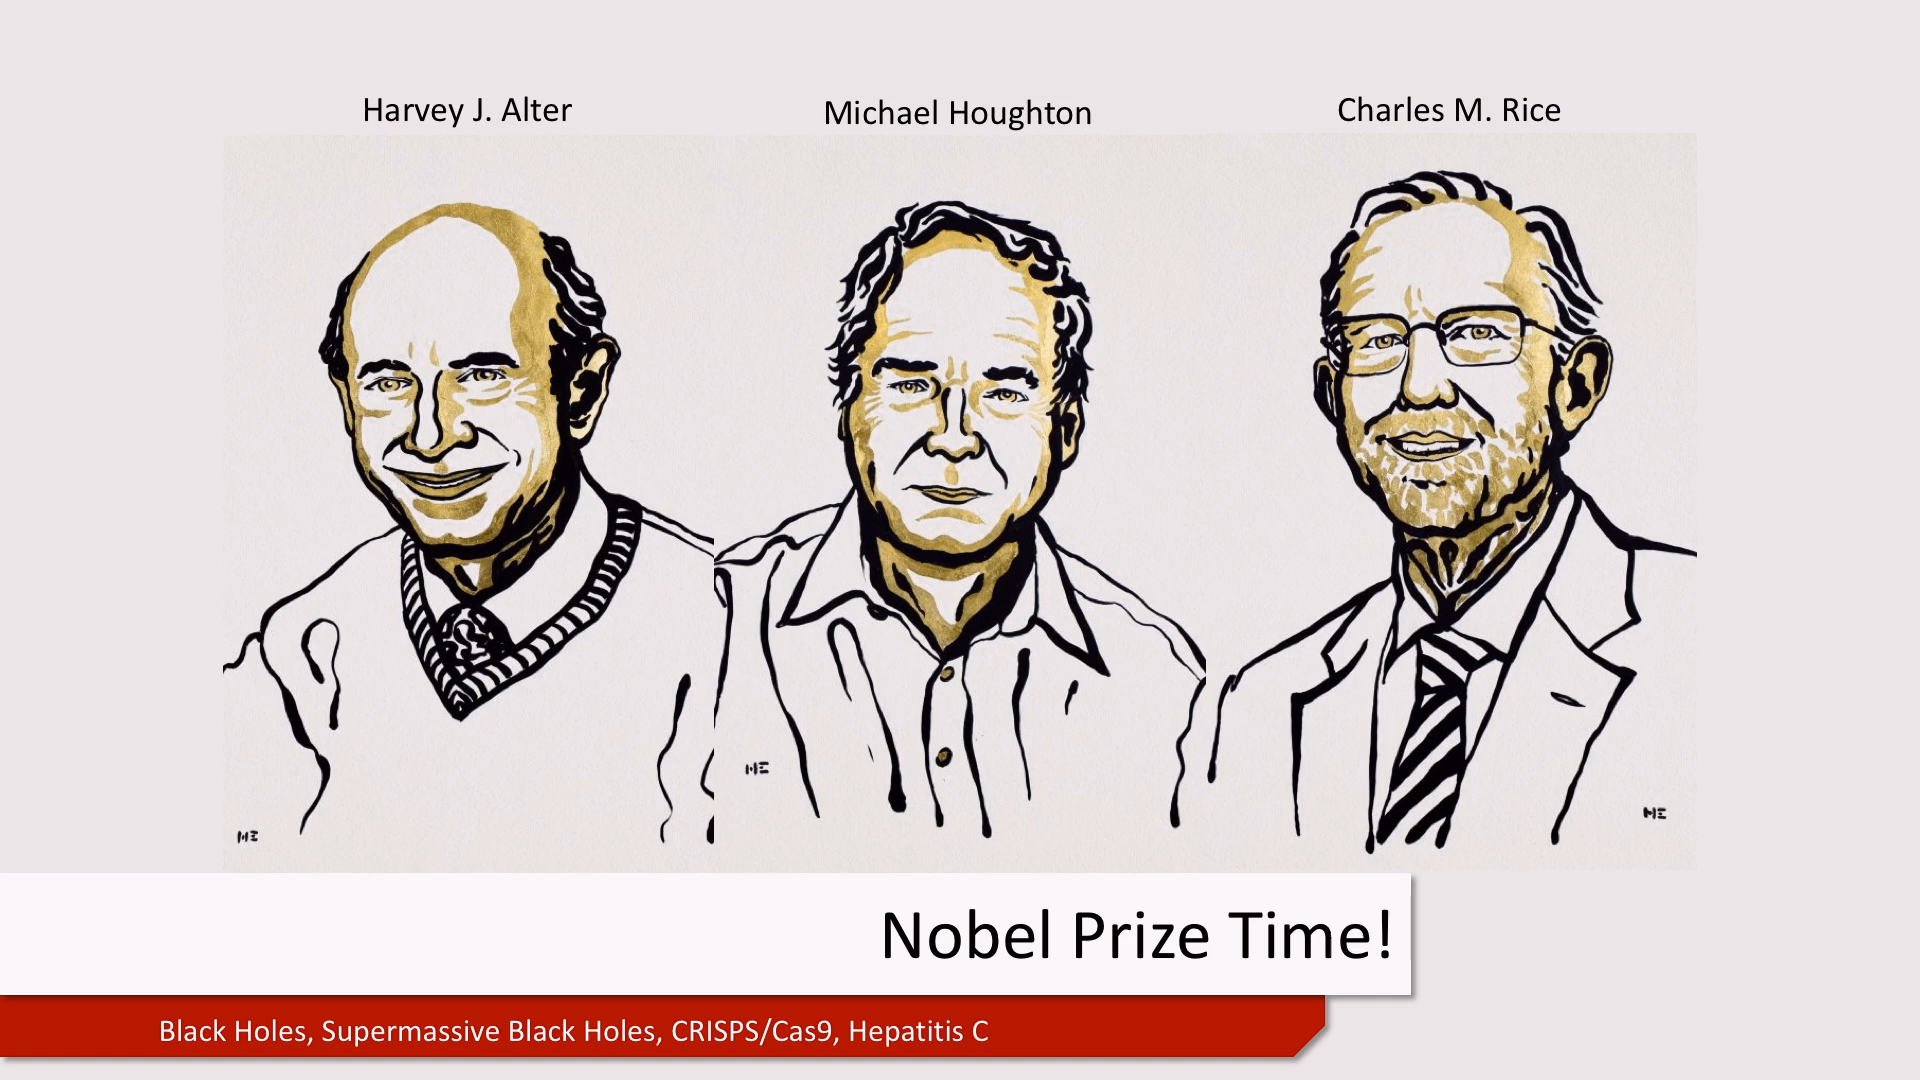 Harvey J. Alter
Michael Houghton
Charles M. Rice
Nobel Prize Time!
Black Holes, Supermassive Black Holes, CRISPS/Cas9, Hepatitis C